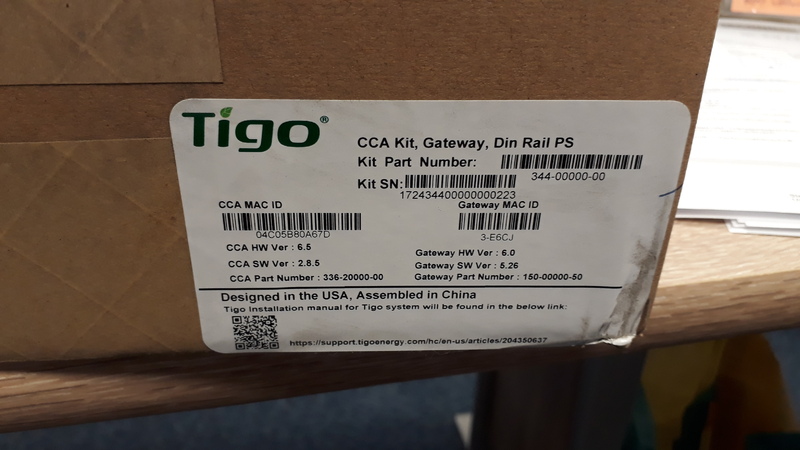 Tigo®
CCA Kit, Gateway, Din Rail PS
Kit Part Number:
344-00000-00
Kit SN:
172434400000000223
CCA MAC ID
04C05B80A67D
CCA HW Ver : 6.5
CCA SW Ver : 2.8.5
CCA Part Number : 336-20000-00
Gateway MAC ID
3-E6CJ
Gateway HW Ver : 6.0
Gateway SW Ver : 5.26
Gateway Part Number : 150-00000-50
Designed in the USA, Assembled in China
Tigo Installation manual for Tigo system will be found in the below link:
https://support.tigoenergy.com/hc/en-us/articles/204350637